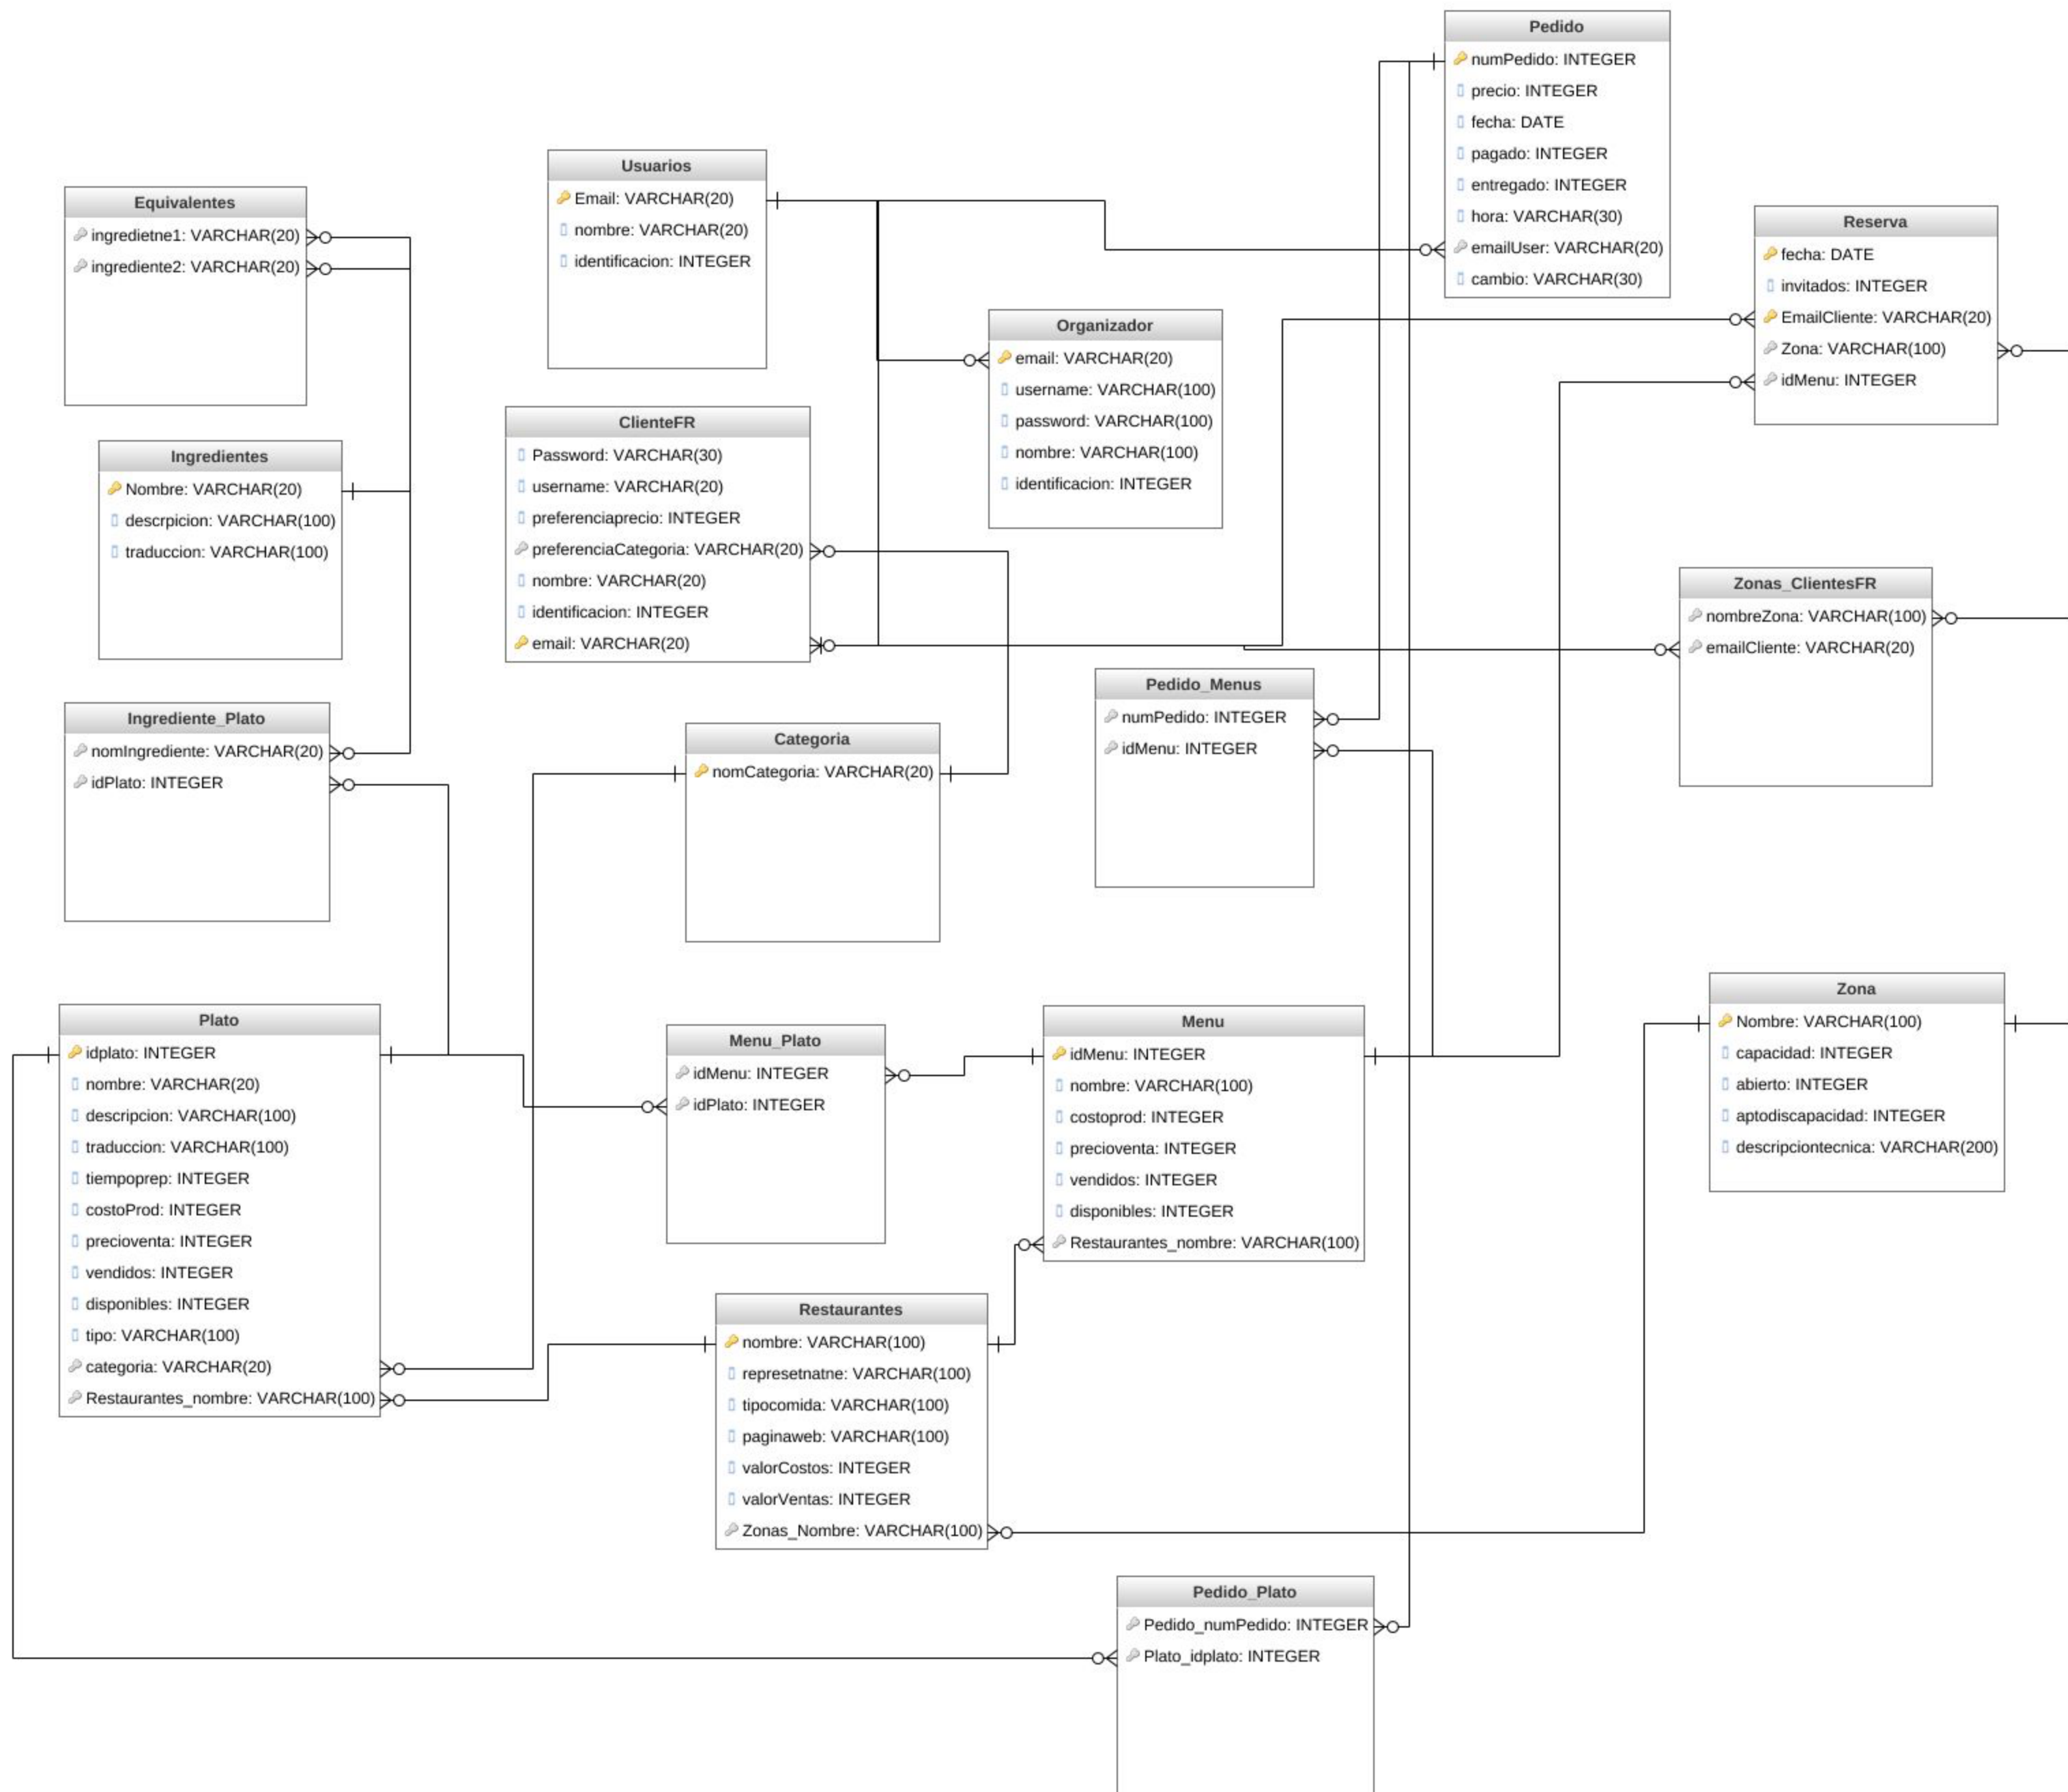 Pedido
numPedido: INTEGER
precio: INTEGER
fecha: DATE
pagado: INTEGER
entregado: INTEGER
hora: VARCHAR(30)
emailUser: VARCHAR(20)
cambio: VARCHAR(30)
Usuarios
Email: VARCHAR(20)
nombre: VARCHAR(20)
identificacion: INTEGER
Equivalentes
ingredietne1: VARCHAR(20)
ingrediente2: VARCHAR(20)
Reserva
fecha: DATE
invitados: INTEGER
EmailCliente: VARCHAR(20)
Zona: VARCHAR(100)
idMenu: INTEGER
Organizador
email: VARCHAR(20)
username: VARCHAR(100)
password: VARCHAR(100)
nombre: VARCHAR(100)
identificacion: INTEGER
ClienteFR
Password: VARCHAR(30)
username: VARCHAR(20)
preferenciaprecio: INTEGER
preferenciaCategoria: VARCHAR(20)
nombre: VARCHAR(20)
identificacion: INTEGER
email: VARCHAR(20)
Ingredientes
Nombre: VARCHAR(20)
descrpicion: VARCHAR(100)
traduccion: VARCHAR(100)
Zonas_ClientesFR
nombreZona: VARCHAR(100)
emailCliente: VARCHAR(20)
Pedido_Menus
numPedido: INTEGER
idMenu: INTEGER
Ingrediente_Plato
nomIngrediente: VARCHAR(20)
idPlato: INTEGER
Categoria
nomCategoria: VARCHAR(20)
Zona
Nombre: VARCHAR(100)
capacidad: INTEGER
abierto: INTEGER
aptodiscapacidad: INTEGER
descripciontecnica: VARCHAR(200)
Plato
idplato: INTEGER
nombre: VARCHAR(20)
descripcion: VARCHAR(100)
traduccion: VARCHAR(100)
tiempoprep: INTEGER
costoProd: INTEGER
precioventa: INTEGER
vendidos: INTEGER
disponibles: INTEGER
tipo: VARCHAR(100)
categoria: VARCHAR(20)
Restaurantes_nombre: VARCHAR(100)
Menu_Plato
idMenu: INTEGER
idPlato: INTEGER
Menu
idMenu: INTEGER
nombre: VARCHAR(100)
costoprod: INTEGER
precioventa: INTEGER
vendidos: INTEGER
disponibles: INTEGER
Restaurantes_nombre: VARCHAR(100)
Restaurantes
nombre: VARCHAR(100)
represetnatne: VARCHAR(100)
tipocomida: VARCHAR(100)
paginaweb: VARCHAR(100)
valorCostos: INTEGER
valorVentas: INTEGER
Zonas_Nombre: VARCHAR(100)
Pedido_Plato
Pedido_numPedido: INTEGER
Plato_idplato: INTEGER